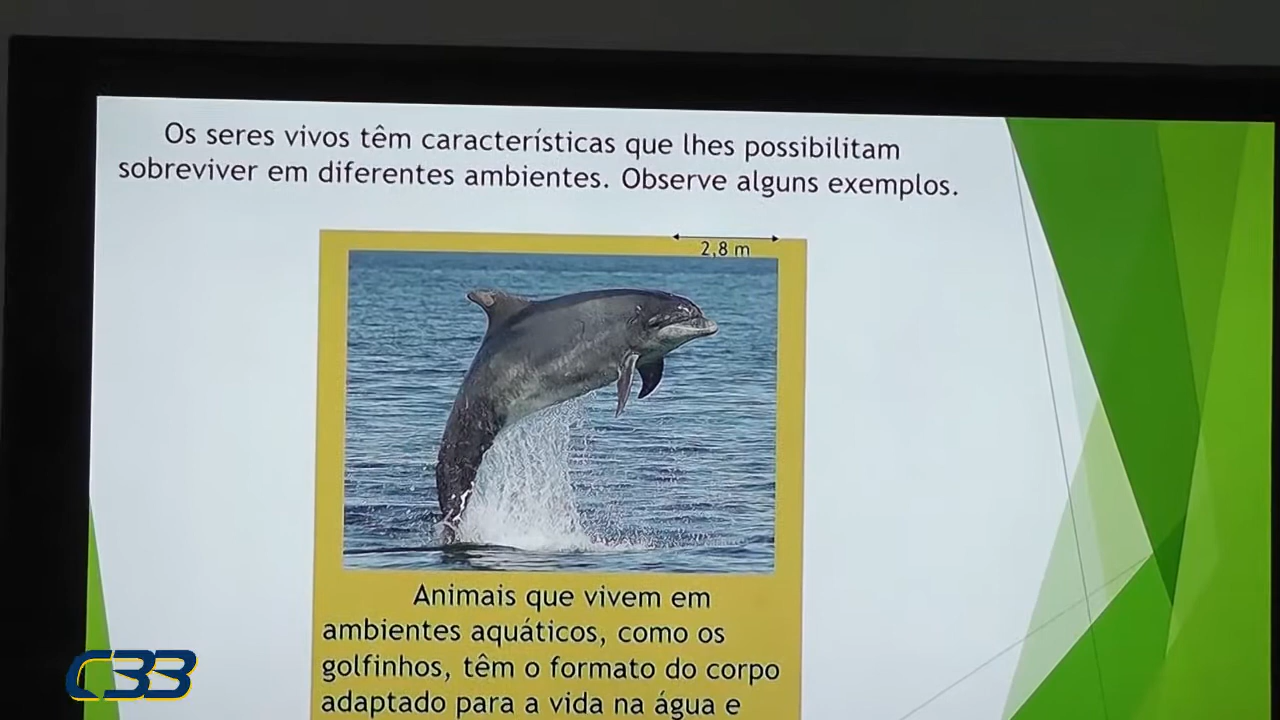 Os seres vivos têm características que lhes possibilitam
sobreviver em diferentes ambientes. Observe alguns exemplos.
2,8 m
Animais que vivem em
ambientes aquáticos, como os
golfinhos, têm o formato do corpo
adaptado para a vida na água e
C33